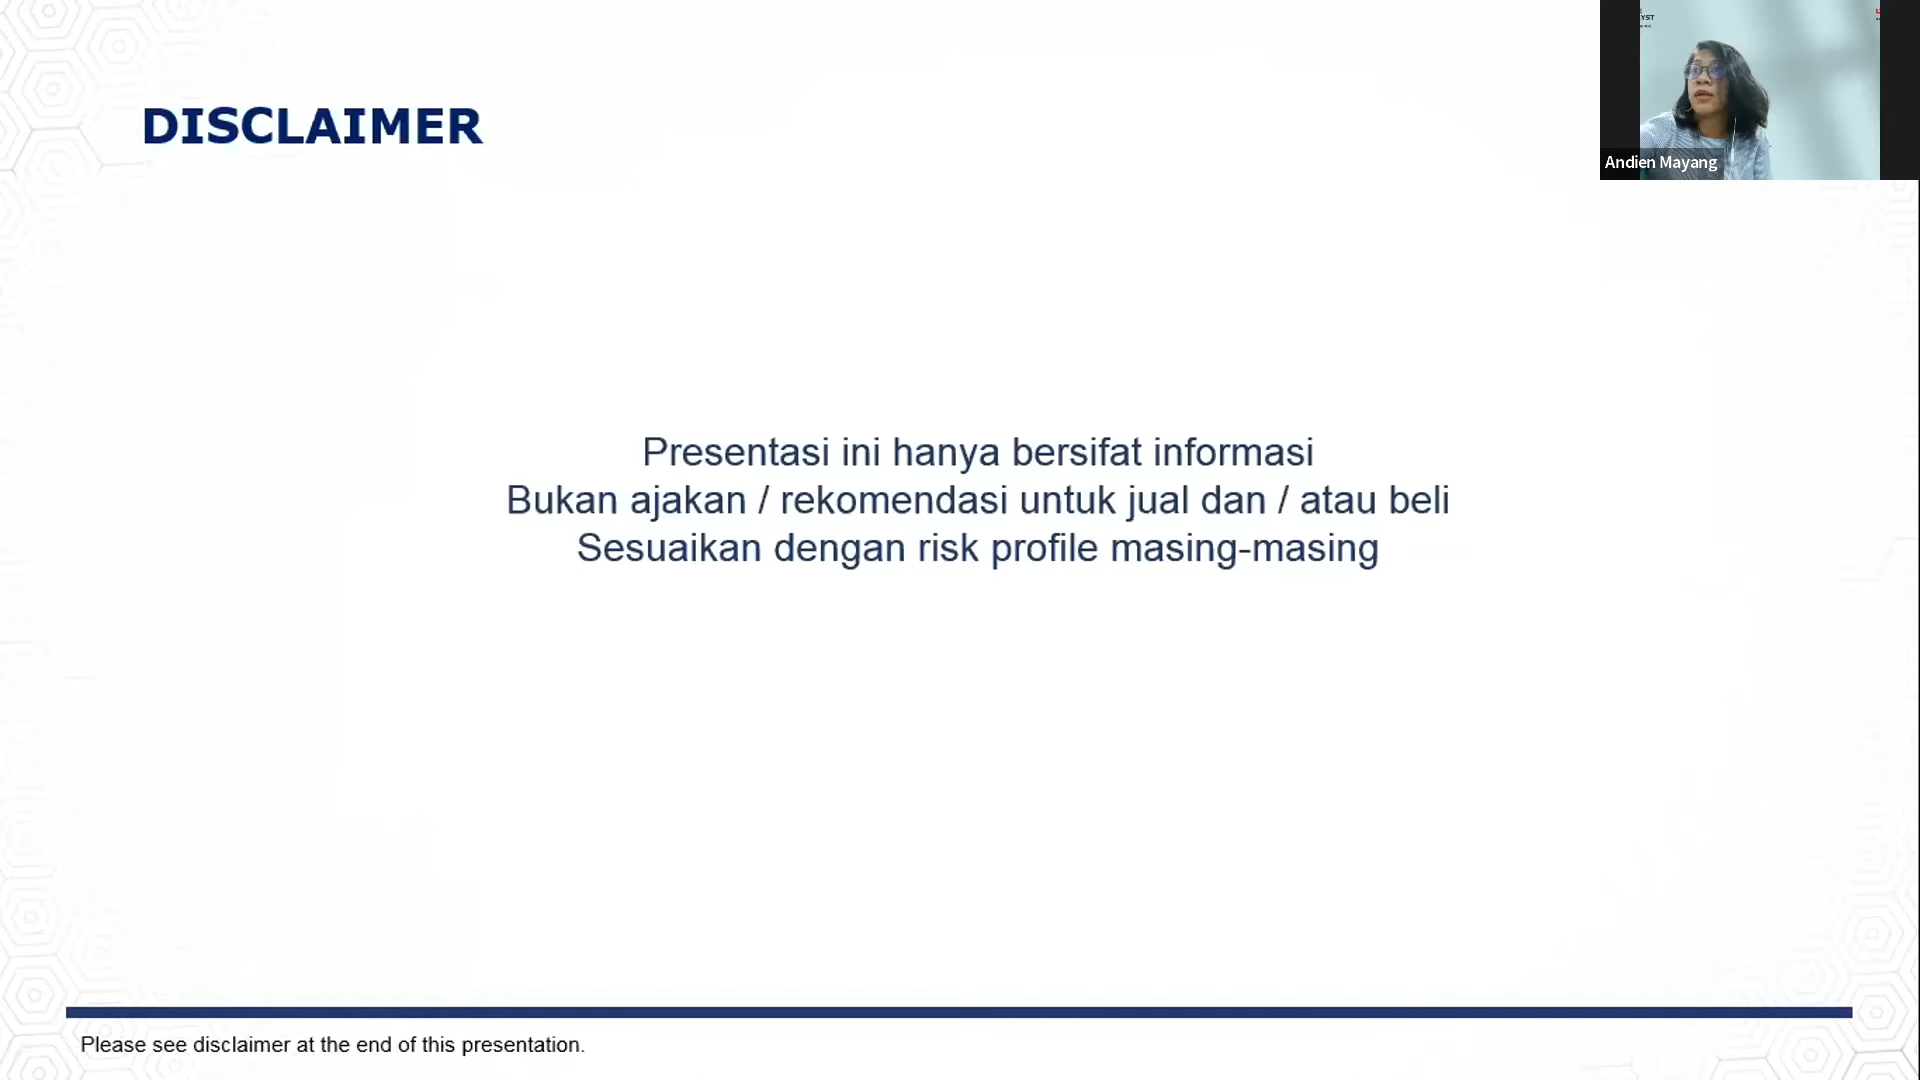 DISCLAIMER
Andien Mayang
Presentasi ini hanya bersifat informasi
Bukan ajakan / rekomendasi untuk jual dan / atau beli
Sesuaikan dengan risk profile masing-masing
Please see disclaimer at the end of this presentation.